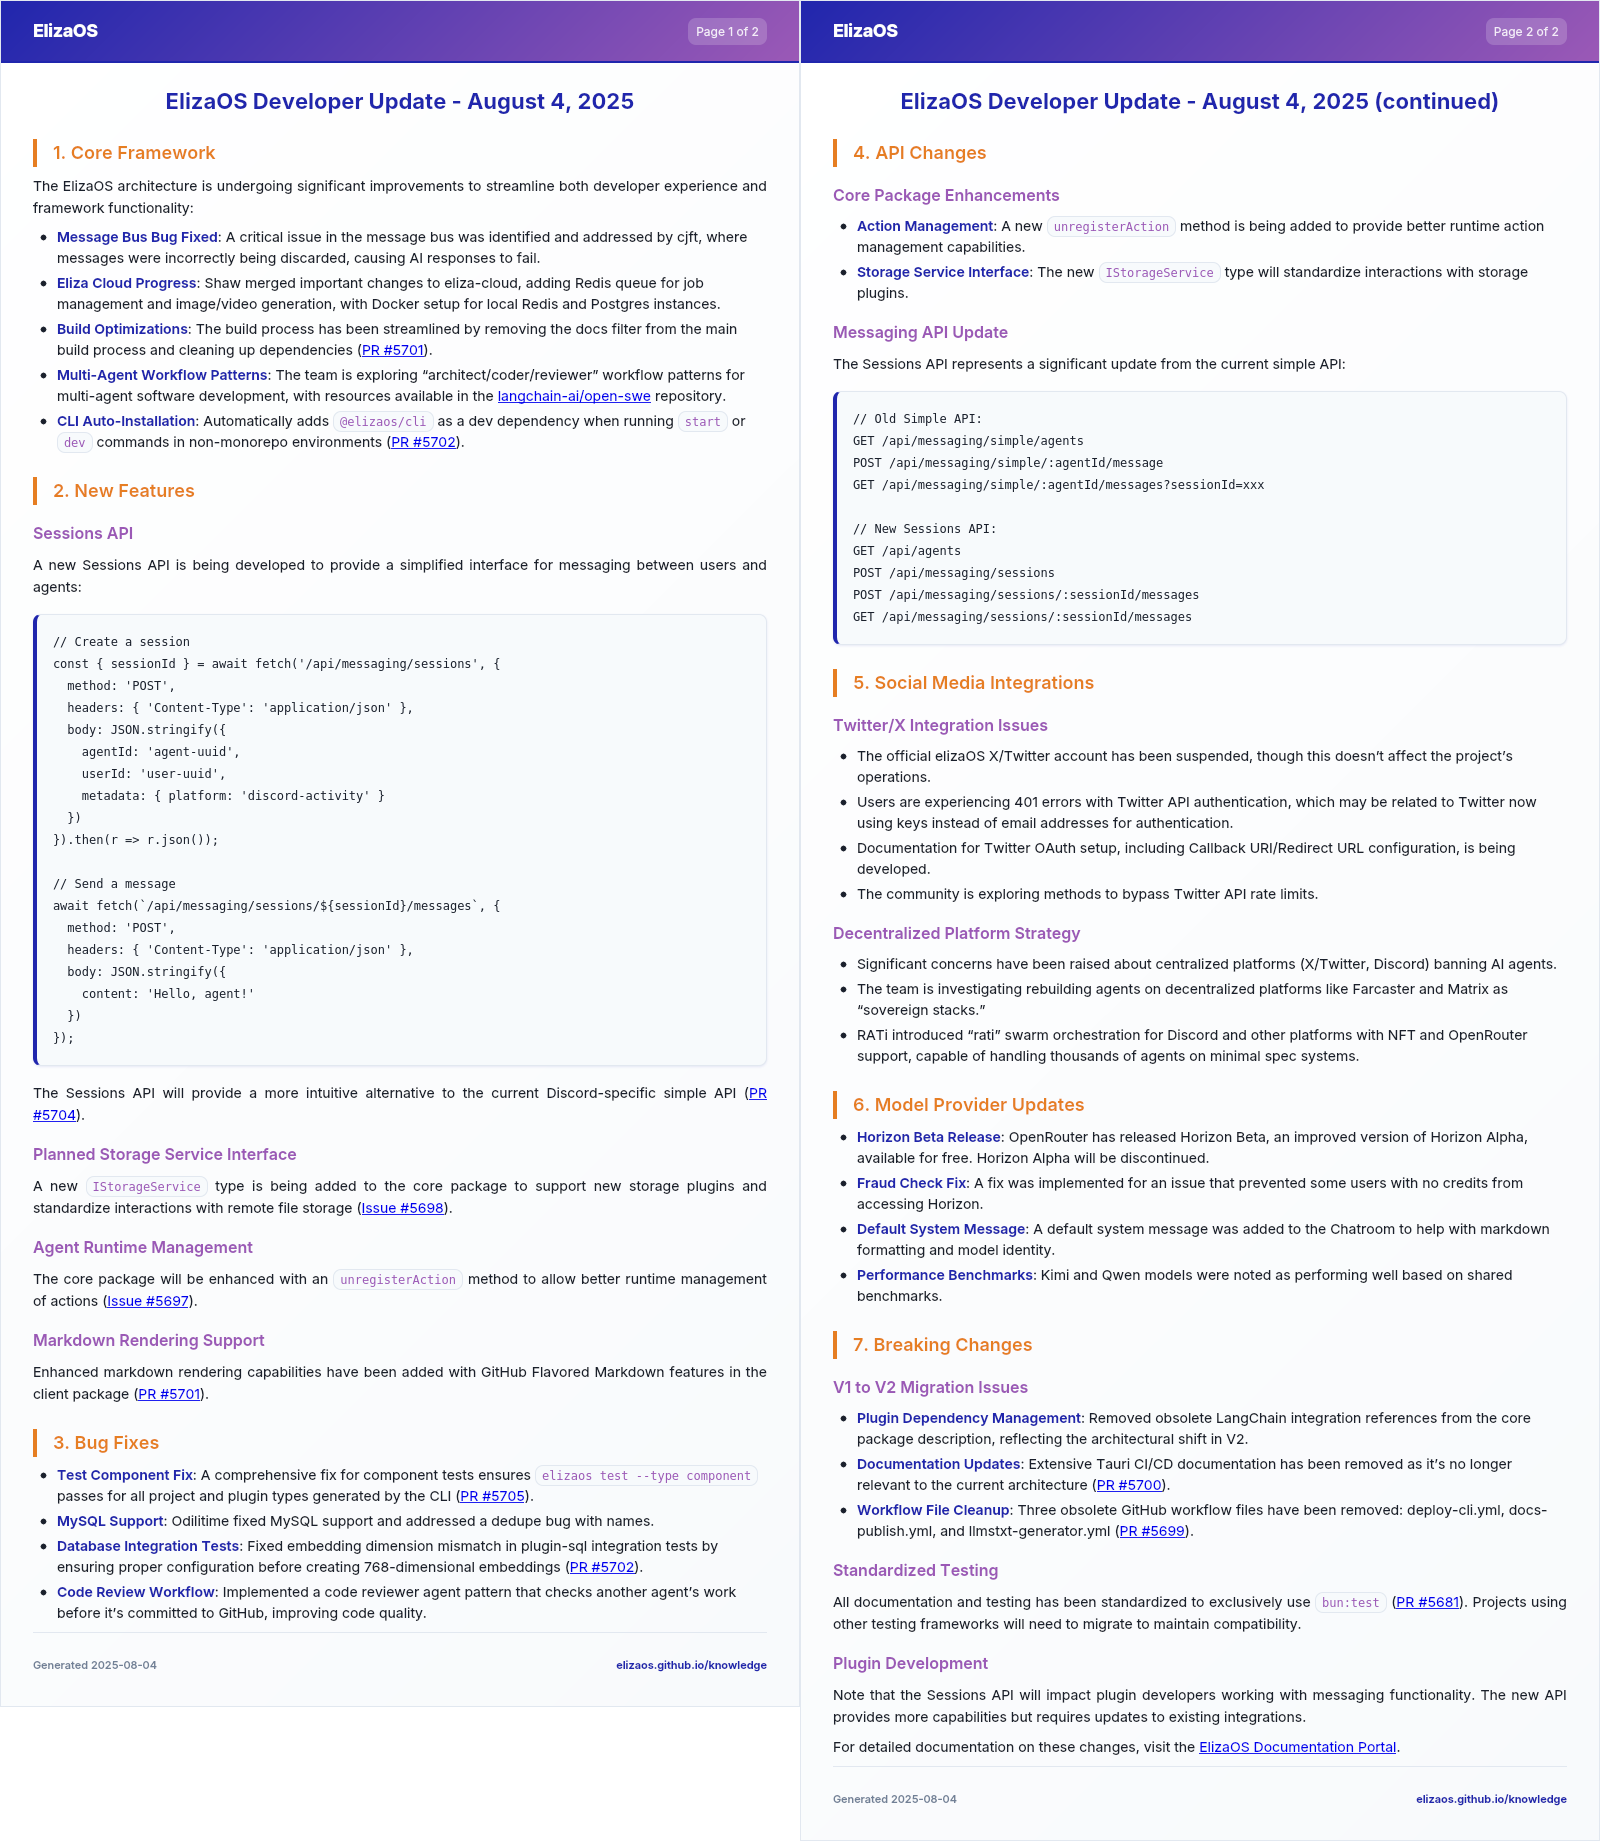 ElizaOS
Page 1 of 2
ElizaOS Developer Update - August 4, 2025
1. Core Framework
The ElizaOS architecture is undergoing significant improvements to streamline both developer experience and
framework functionality:
• Message Bus Bug Fixed: A critical issue in the message bus was identified and addressed by cjft, where
messages were incorrectly being discarded, causing AI responses to fail.
• Eliza Cloud Progress: Shaw merged important changes to eliza-cloud, adding Redis queue for job
management and image/video generation, with Docker setup for local Redis and Postgres instances.
• Build Optimizations: The build process has been streamlined by removing the docs filter from the main
build process and cleaning up dependencies (PR #5701).
• Multi-Agent Workflow Patterns: The team is exploring “architect/coder/reviewer” workflow patterns for
multi-agent software development, with resources available in the langchain-ai/open-swe repository.
• CLI Auto-Installation: Automatically adds @elizaos/cli as a dev dependency when running start or
dev commands in non-monorepo environments (PR #5702).
2. New Features
Sessions API
A new Sessions API is being developed to provide a simplified interface for messaging between users and
agents:
// Create a session
const { sessionId } = await fetch('/api/messaging/sessions', {
  method: 'POST',
  headers: { 'Content-Type': 'application/json' },
  body: JSON.stringify({
    agentId: 'agent-uuid',
    userId: 'user-uuid',
    metadata: { platform: 'discord-activity' }
  })
}).then(r => r.json());
// Send a message
await fetch(`/api/messaging/sessions/${sessionId}/messages`, {
  method: 'POST',
  headers: { 'Content-Type': 'application/json' },
  body: JSON.stringify({
    content: 'Hello, agent!'
  })
});
The Sessions API will provide a more intuitive alternative to the current Discord-specific simple API (PR
#5704).
Planned Storage Service Interface
A new IStorageService type is being added to the core package to support new storage plugins and
standardize interactions with remote file storage (Issue #5698).
Agent Runtime Management
The core package will be enhanced with an unregisterAction method to allow better runtime management
of actions (Issue #5697).
Markdown Rendering Support
Enhanced markdown rendering capabilities have been added with GitHub Flavored Markdown features in the
client package (PR #5701).
3. Bug Fixes
• Test Component Fix: A comprehensive fix for component tests ensures elizaos test --type component
passes for all project and plugin types generated by the CLI (PR #5705).
• MySQL Support: Odilitime fixed MySQL support and addressed a dedupe bug with names.
• Database Integration Tests: Fixed embedding dimension mismatch in plugin-sql integration tests by
ensuring proper configuration before creating 768-dimensional embeddings (PR #5702).
• Code Review Workflow: Implemented a code reviewer agent pattern that checks another agent’s work
before it’s committed to GitHub, improving code quality.
Generated 2025-08-04
elizaos.github.io/knowledge
ElizaOS
Page 2 of 2
ElizaOS Developer Update - August 4, 2025 (continued)
4. API Changes
Core Package Enhancements
• Action Management: A new unregisterAction method is being added to provide better runtime action
management capabilities.
• Storage Service Interface: The new IStorageService type will standardize interactions with storage
plugins.
Messaging API Update
The Sessions API represents a significant update from the current simple API:
// Old Simple API:
GET /api/messaging/simple/agents
POST /api/messaging/simple/:agentId/message
GET /api/messaging/simple/:agentId/messages?sessionId=xxx
// New Sessions API:
GET /api/agents
POST /api/messaging/sessions
POST /api/messaging/sessions/:sessionId/messages
GET /api/messaging/sessions/:sessionId/messages
5. Social Media Integrations
Twitter/X Integration Issues
• The official elizaOS X/Twitter account has been suspended, though this doesn’t affect the project’s
operations.
• Users are experiencing 401 errors with Twitter API authentication, which may be related to Twitter now
using keys instead of email addresses for authentication.
• Documentation for Twitter OAuth setup, including Callback URI/Redirect URL configuration, is being
developed.
• The community is exploring methods to bypass Twitter API rate limits.
Decentralized Platform Strategy
• Significant concerns have been raised about centralized platforms (X/Twitter, Discord) banning AI agents.
• The team is investigating rebuilding agents on decentralized platforms like Farcaster and Matrix as
“sovereign stacks.”
• RATi introduced “rati” swarm orchestration for Discord and other platforms with NFT and OpenRouter
support, capable of handling thousands of agents on minimal spec systems.
6. Model Provider Updates
• Horizon Beta Release: OpenRouter has released Horizon Beta, an improved version of Horizon Alpha,
available for free. Horizon Alpha will be discontinued.
• Fraud Check Fix: A fix was implemented for an issue that prevented some users with no credits from
accessing Horizon.
• Default System Message: A default system message was added to the Chatroom to help with markdown
formatting and model identity.
• Performance Benchmarks: Kimi and Qwen models were noted as performing well based on shared
benchmarks.
7. Breaking Changes
V1 to V2 Migration Issues
• Plugin Dependency Management: Removed obsolete LangChain integration references from the core
package description, reflecting the architectural shift in V2.
• Documentation Updates: Extensive Tauri CI/CD documentation has been removed as it’s no longer
relevant to the current architecture (PR #5700).
• Workflow File Cleanup: Three obsolete GitHub workflow files have been removed: deploy-cli.yml, docs-
publish.yml, and llmstxt-generator.yml (PR #5699).
Standardized Testing
All documentation and testing has been standardized to exclusively use bun:test (PR #5681). Projects using
other testing frameworks will need to migrate to maintain compatibility.
Plugin Development
Note that the Sessions API will impact plugin developers working with messaging functionality. The new API
provides more capabilities but requires updates to existing integrations.
For detailed documentation on these changes, visit the ElizaOS Documentation Portal.
Generated 2025-08-04
elizaos.github.io/knowledge